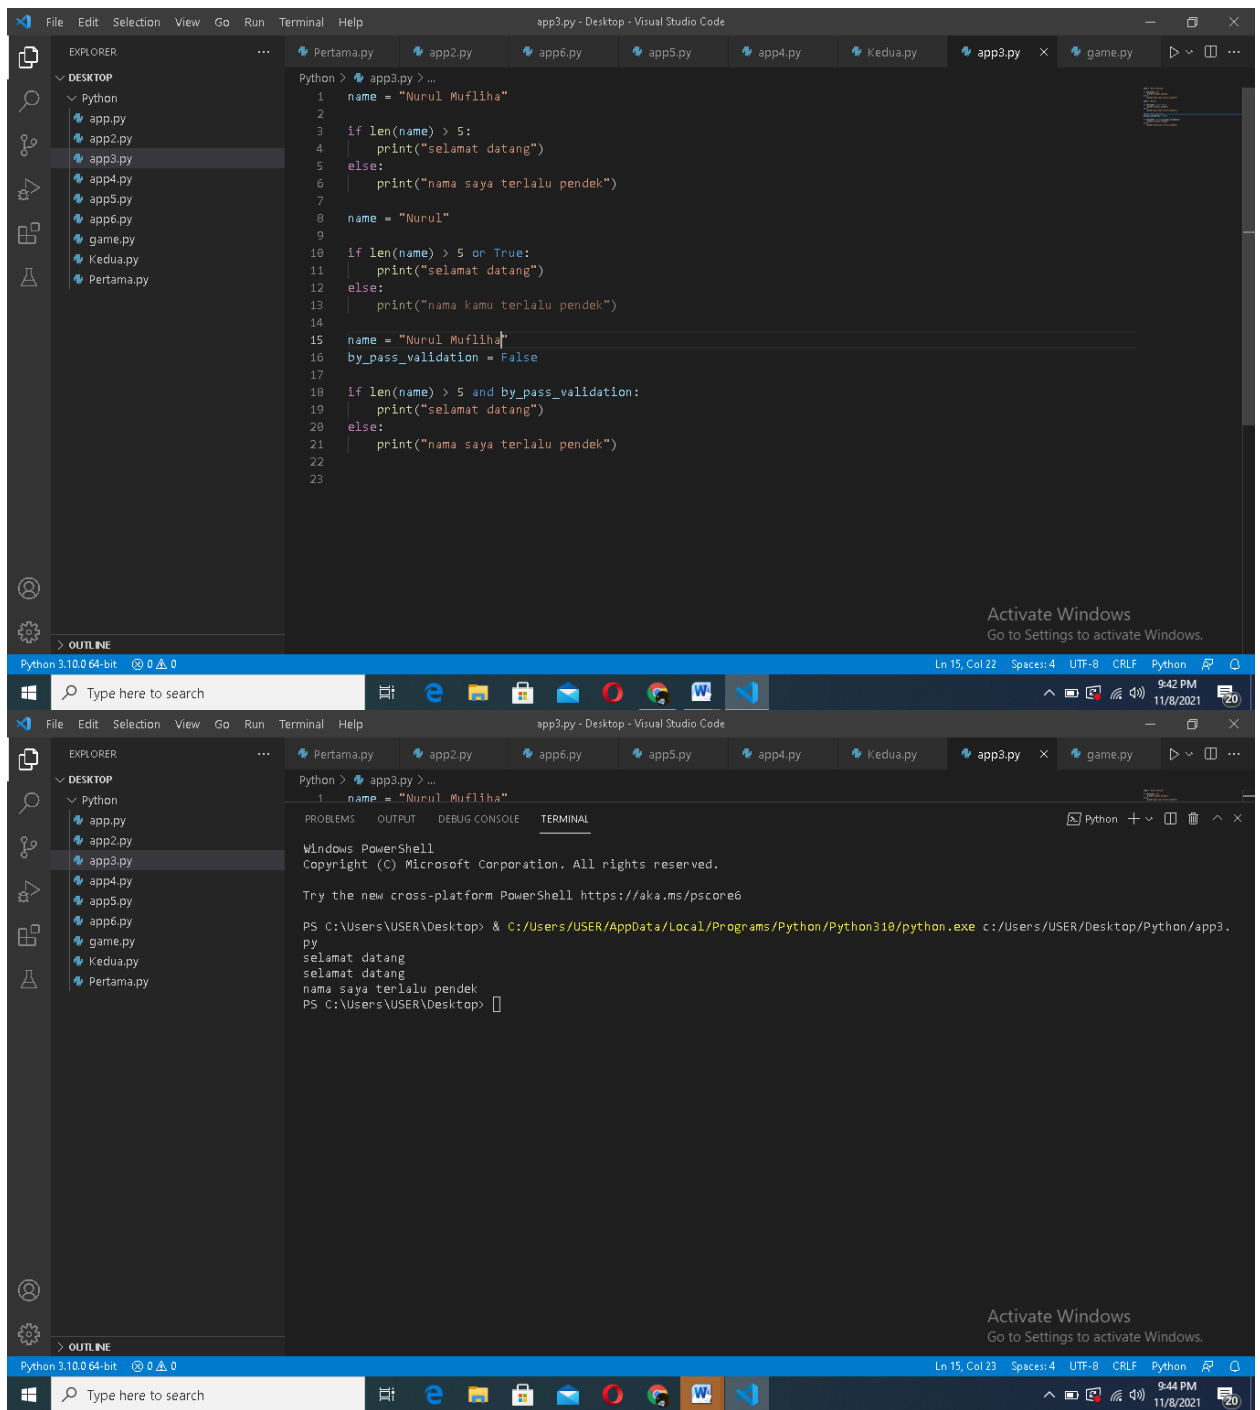 File Edit Selection View Go Run Terminal Help app3.py - Desktop - Visual Studio Code
EXPLORER ... Pertama.py app2.py app6.py app5.py app4.py Kedua.py app3.py game.py
DESKTOP
Python
app.py
app2.py
app3.py
app4.py
app5.py
app6.py
game.py
Kedua.py
Pertama.py
OUTLINE
Python > app3.py > ...
1 name = "Nurul Mufliha"
2
3 if len(name) > 5:
4 print("selamat datang")
5 else:
6 print("nama saya terlalu pendek")
7
8 name = "Nurul"
9
10 if len(name) > 5 or True:
11 print("selamat datang")
12 else:
13 print("nama kamu terlalu pendek")
14
15 name = "Nurul Mufliha"
16 by_pass_validation = False
17
18 if len(name) > 5 and by_pass_validation:
19 print("selamat datang")
20 else:
21 print("nama saya terlalu pendek")
22
23
Activate Windows
Go to Settings to activate Windows.
Python 3.10.0 64-bit 0 0 Ln 15, Col 22 Spaces: 4 UTF-8 CRLF Python
Type here to search 9:42 PM
11/8/2021 20
File Edit Selection View Go Run Terminal Help app3.py - Desktop - Visual Studio Code
EXPLORER ... Pertama.py app2.py app6.py app5.py app4.py Kedua.py app3.py game.py
DESKTOP
Python
app.py
app2.py
app3.py
app4.py
app5.py
app6.py
game.py
Kedua.py
Pertama.py
OUTLINE
Python > app3.py > ...
1 name = "Nurul Mufliha"
PROBLEMS OUTPUT DEBUG CONSOLE TERMINAL Python
Windows PowerShell
Copyright (C) Microsoft Corporation. All rights reserved.
Try the new cross-platform PowerShell https://aka.ms/pscore6
PS C:\Users\USER\Desktop> & C:/Users/USER/AppData/Local/Programs/Python/Python310/python.exe c:/Users/USER/Desktop/Python/app3.
py
selamat datang
selamat datang
nama saya terlalu pendek
PS C:\Users\USER\Desktop>
Activate Windows
Go to Settings to activate Windows.
Python 3.10.0 64-bit 0 0 Ln 15, Col 23 Spaces: 4 UTF-8 CRLF Python
Type here to search 9:44 PM
11/8/2021 20